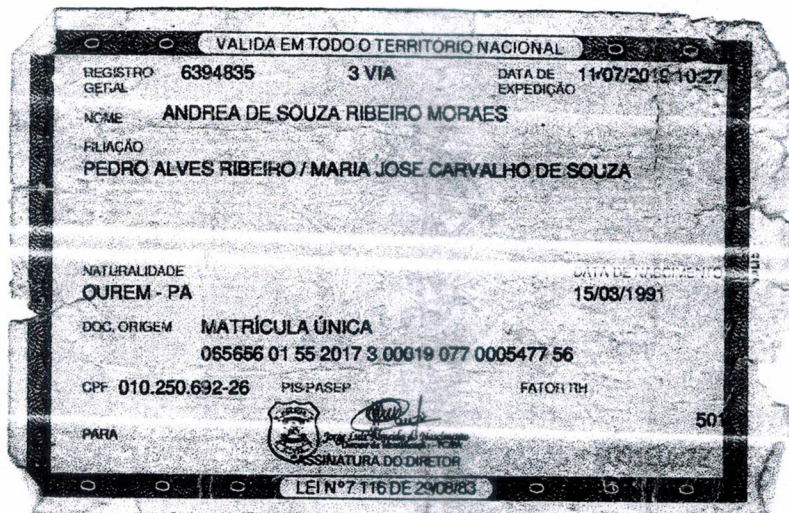 VALIDA EM TODO O TERRITÓRIO NACIONAL
REGISTRO GERAL 6394835 3 VIA DATA DE EXPEDIÇÃO 11/07/2019 10:27
NOME ANDREA DE SOUZA RIBEIRO MORAES
FILIAÇÃO
PEDRO ALVES RIBEIRO / MARIA JOSE CARVALHO DE SOUZA
NATURALIDADE DATA DE NASCIMENTO
OUREM - PA 15/03/1991
DOC. ORIGEM MATRÍCULA ÚNICA
065656 01 55 2017 3 00019 077 0005477 56
CPF 010.250.692-26 PIS-PASEP FATOR RH
501
PARÁ
ASSINATURA DO DIRETOR
LEI Nº 7.116 DE 29/08/83